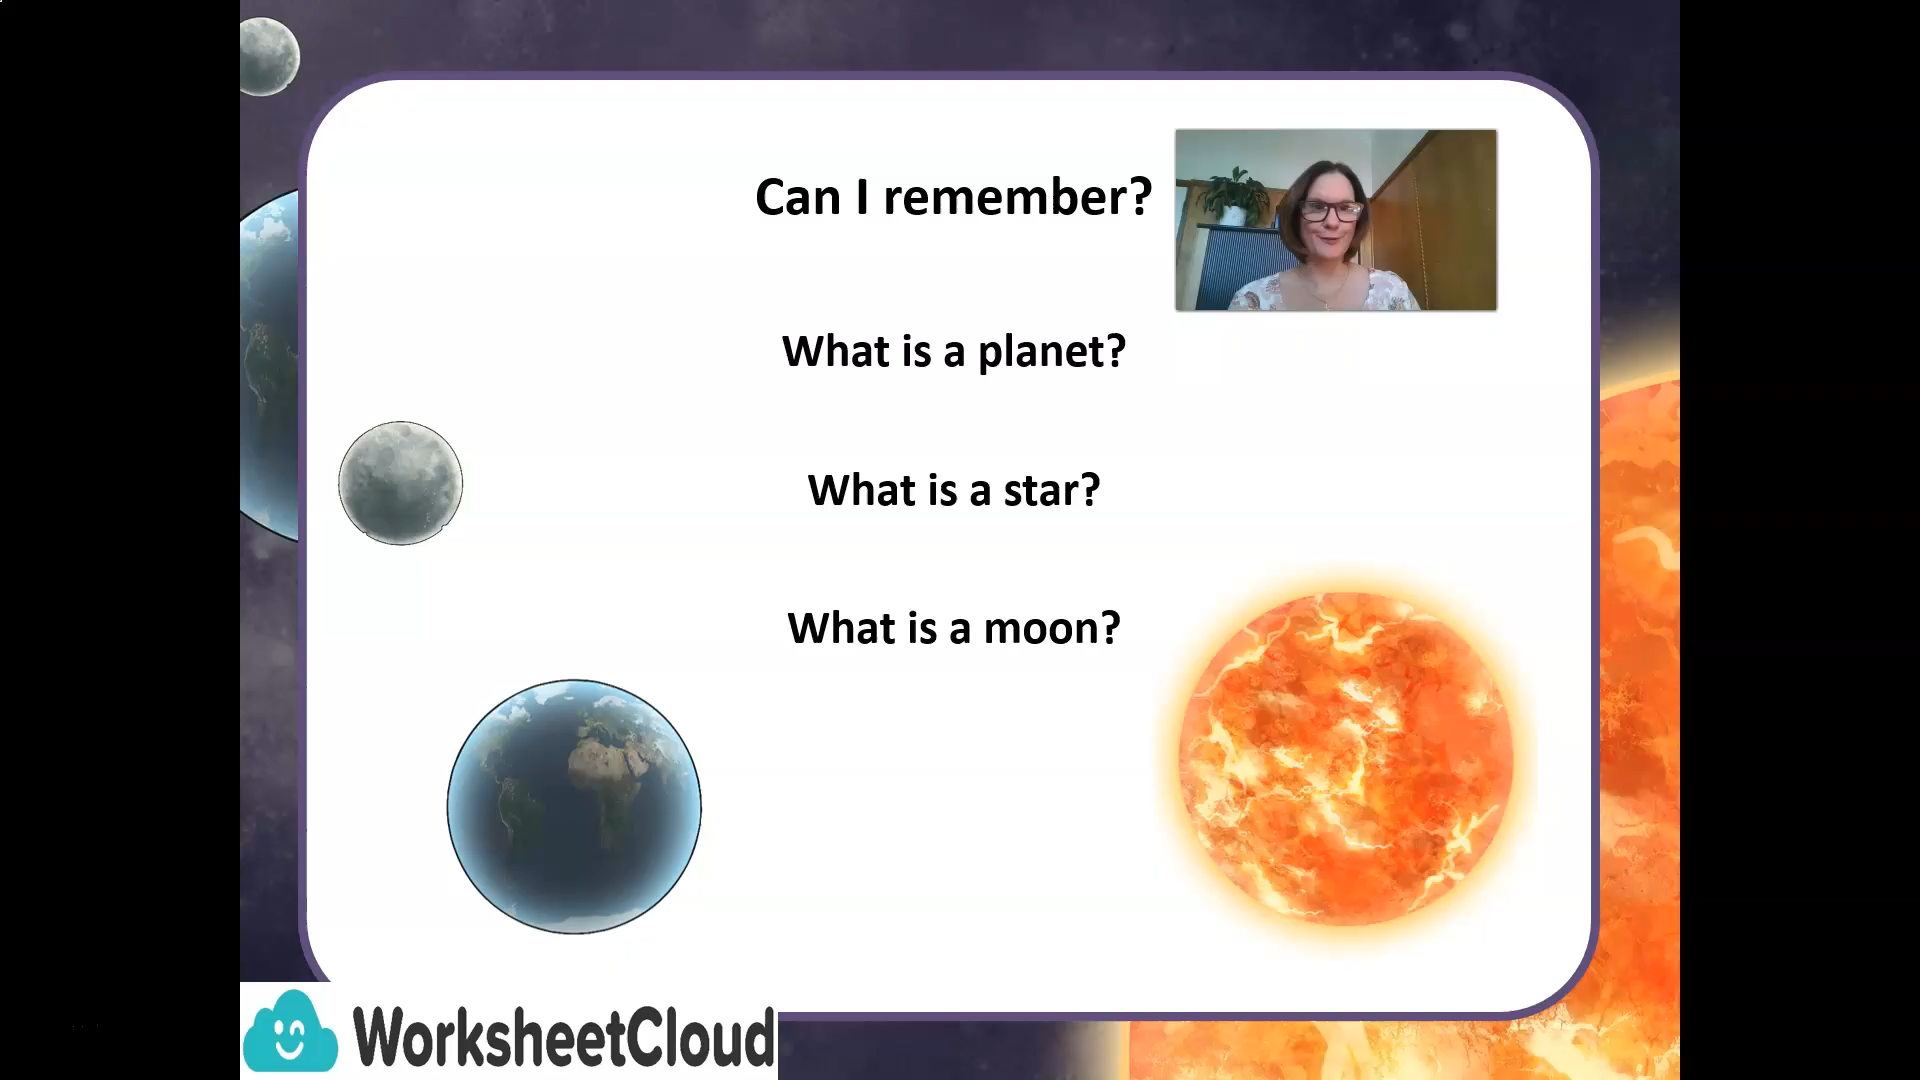 Can I remember?
What is a planet?
What is a star?
What is a moon?
WorksheetCloud